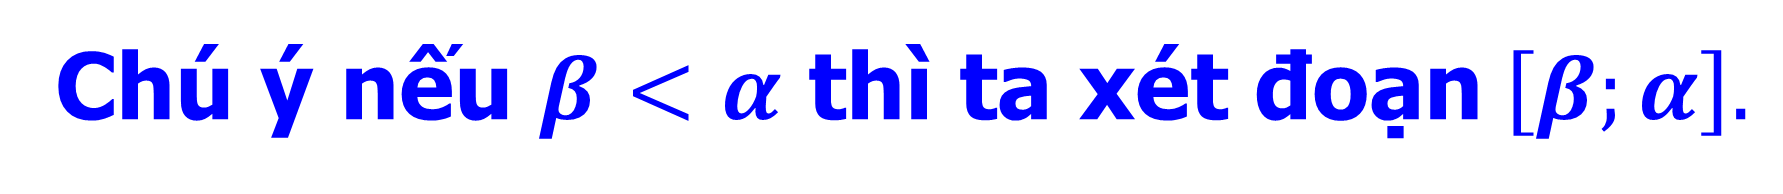 Chú ý nếu β < α thì ta xét đoạn [β; α].